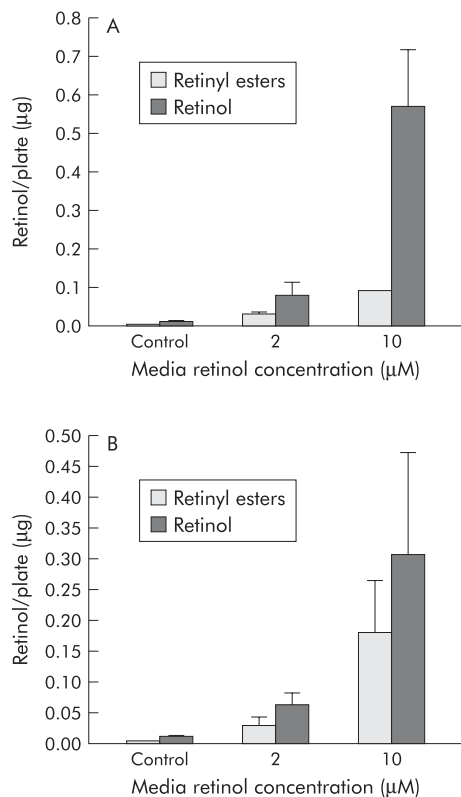 A
Retinyl esters
Retinol
Retinol/plate (μg)
0.8
0.7
0.6
0.5
0.4
0.3
0.2
0.1
0.0
Control 2 10
Media retinol concentration (μM)
B
Retinyl esters
Retinol
Retinol/plate (μg)
0.50
0.45
0.40
0.35
0.30
0.25
0.20
0.15
0.10
0.05
0.00
Control 2 10
Media retinol concentration (μM)